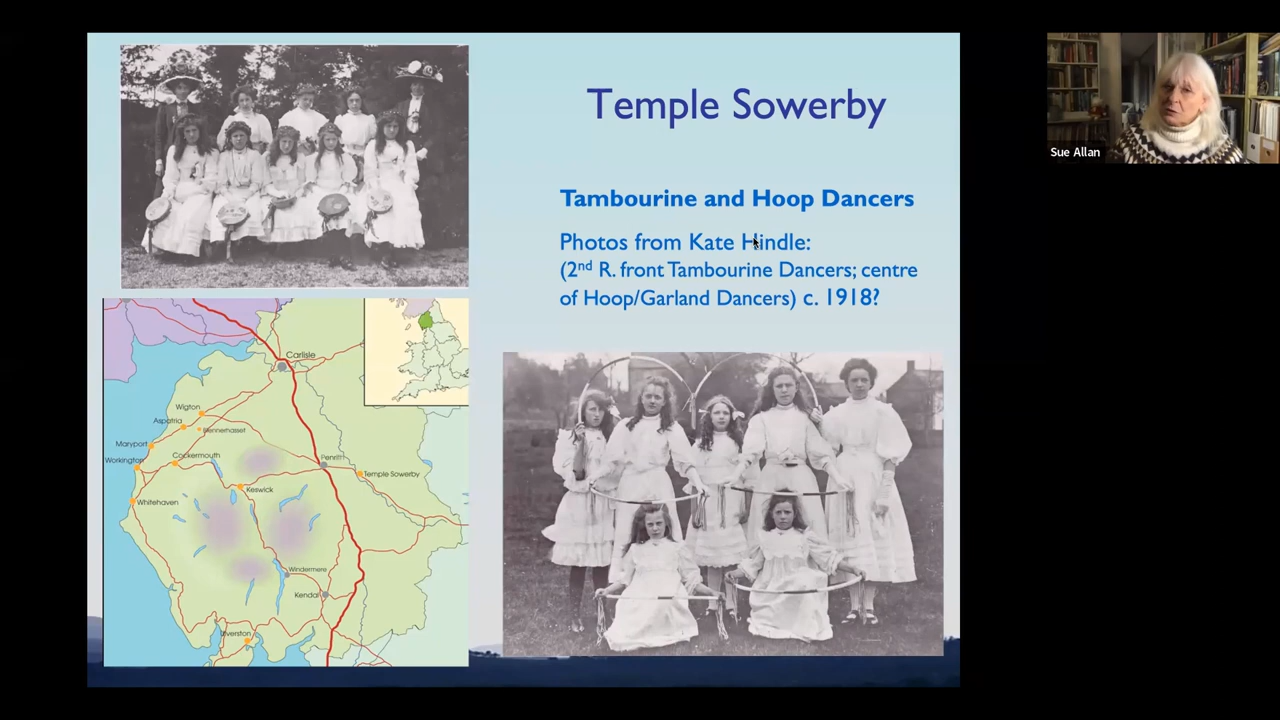 Temple Sowerby
Tambourine and Hoop Dancers
Photos from Kate Hindle:
(2nd R. front Tambourine Dancers; centre
of Hoop/Garland Dancers) c. 1918?
Sue Allan
Carlisle
Wigton
Aspatria
Blennerhasset
Maryport
Cockermouth
Workington
Penrith
Temple Sowerby
Keswick
Whitehaven
Windermere
Kendal
Ulverston